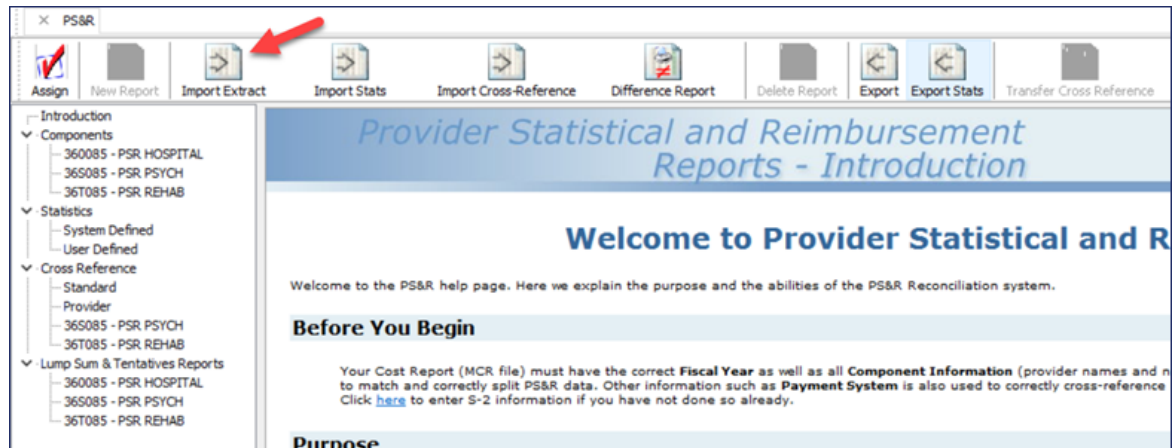 × PS&R
Assign New Report Import Extract Import Stats Import Cross-Reference Difference Report Delete Report Export Export Stats Transfer Cross Reference
Introduction
Components
360085 - PSR HOSPITAL
36S085 - PSR PSYCH
36T085 - PSR REHAB
Statistics
System Defined
User Defined
Cross Reference
Standard
Provider
36S085 - PSR PSYCH
36T085 - PSR REHAB
Lump Sum & Tentatives Reports
360085 - PSR HOSPITAL
36S085 - PSR PSYCH
36T085 - PSR REHAB
Provider Statistical and Reimbursement
Reports - Introduction
Welcome to Provider Statistical and R
Welcome to the PS&R help page. Here we explain the purpose and the abilities of the PS&R Reconciliation system.
Before You Begin
Your Cost Report (MCR file) must have the correct Fiscal Year as well as all Component Information (provider names and n
to match and correctly split PS&R data. Other information such as Payment System is also used to correctly cross-reference
Click here to enter S-2 information if you have not done so already.
Purpose